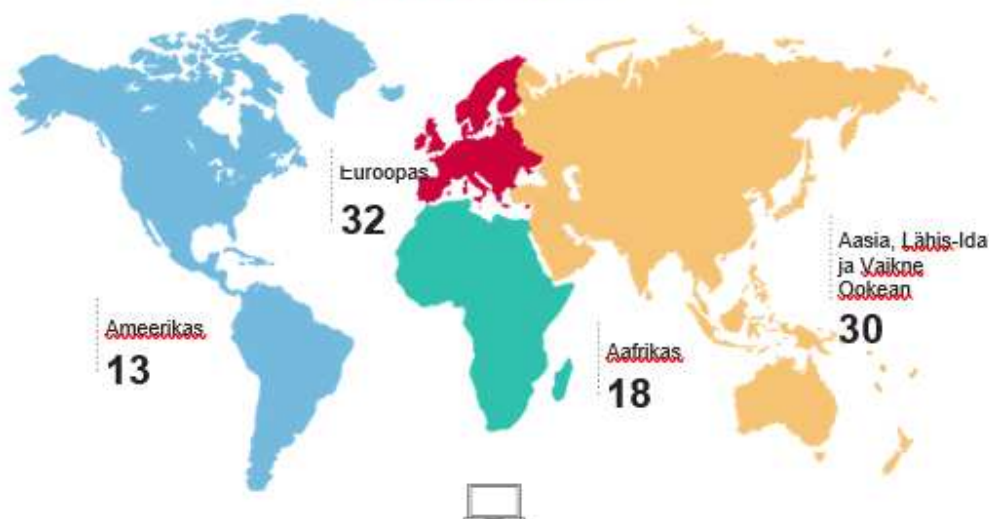 Euroopas
32
Aasia, Lähis-Ida
ja Vaikne
Ookean
30
Ameerikas
13
Aafrikas
18